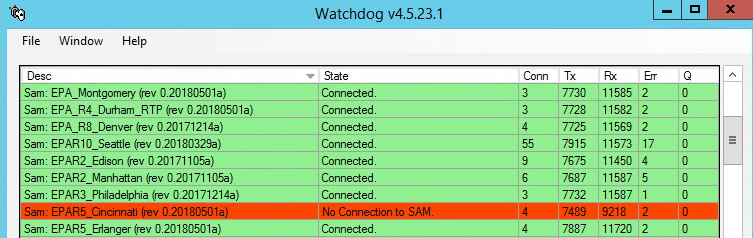 Watchdog v4.5.23.1
File Window Help
Desc State Conn Tx Rx Err Q
Sam: EPA_Montgomery (rev 0.20180501a) Connected. 3 7730 11585 2 0
Sam: EPA_R4_Durham_RTP (rev 0.20180501a) Connected. 3 7728 11582 2 0
Sam: EPA_R8_Denver (rev 0.20171214a) Connected. 4 7725 11569 2 0
Sam: EPAR10_Seattle (rev 0.20180329a) Connected. 55 7915 11573 17 0
Sam: EPAR2_Edison (rev 0.20171105a) Connected. 9 7675 11450 4 0
Sam: EPAR2_Manhattan (rev 0.20171105a) Connected. 6 7687 11587 5 0
Sam: EPAR3_Philadelphia (rev 0.20171214a) Connected. 3 7732 11587 1 0
Sam: EPAR5_Cincinnati (rev 0.20180501a) No Connection to SAM. 4 7489 9218 2 0
Sam: EPAR5_Erlanger (rev 0.20180501a) Connected. 4 7887 11720 2 0